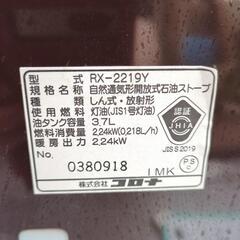 型　　式 RX-2219Y
規格名称 自然通気形開放式石油ストーブ
種　　類 しん式・放射形
使用燃料 灯油(JIS1号灯油)
油タンク容量 3.7L
燃料消費量 2.24kW(0.218L/h)
暖房出力 2.24kW
認証
JHIA
JIS S 2019
No.
0380918
IMK
PSC
株式会社 コロナ